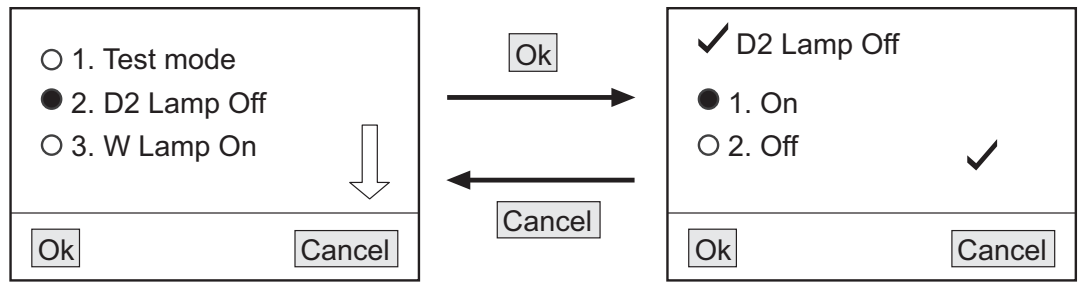 1. Test mode
2. D2 Lamp Off
3. W Lamp On
Ok
Cancel
Ok
Cancel
D2 Lamp Off
1. On
2. Off
Ok
Cancel